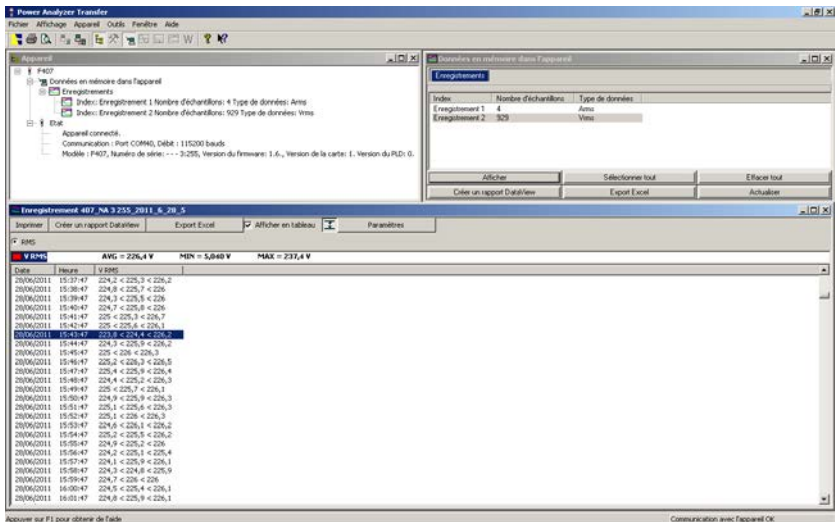 Power Analyzer Transfer
Fichier Affichage Appareil Outils Fenêtre Aide
Appareil
F407
Données en mémoire dans l'appareil
Enregistrements
Index: Enregistrement 1 Nombre d'échantillons: 4 Type de données: Arms
Index: Enregistrement 2 Nombre d'échantillons: 929 Type de données: Vrms
Etat
Appareil connecté.
Communication : Port COM40, Débit : 115200 bauds
Modèle : F407, Numéro de série: - - - 3:255, Version du firmware: 1.6., Version de la carte: 1. Version du PLD: 0.
Données en mémoire dans l'appareil
Enregistrements
Index Nombre d'échantillons Type de données
Enregistrement 1 4 Arms
Enregistrement 2 929 Vrms
Afficher Sélectionner tout Effacer tout
Créer un rapport DataView Export Excel Actualiser
Enregistrement 407_NA 3 255_2011_6_28_5
Imprimer Créer un rapport DataView Export Excel Afficher en tableau Paramètres
RMS
V RMS AVG = 226,4 V MIN = 5,040 V MAX = 237,4 V
Date Heure V RMS
28/06/2011 15:37:47 224,2 < 225,3 < 226,2
28/06/2011 15:38:47 224,8 < 225,7 < 226
28/06/2011 15:39:47 224,3 < 225,5 < 226
28/06/2011 15:40:47 224,7 < 225,8 < 226
28/06/2011 15:41:47 225 < 225,3 < 226,7
28/06/2011 15:42:47 225 < 225,6 < 226,1
28/06/2011 15:43:47 223,8 < 224,4 < 226,2
28/06/2011 15:44:47 224,3 < 225,9 < 226,2
28/06/2011 15:45:47 225 < 226 < 226,3
28/06/2011 15:46:47 225,2 < 226,3 < 226,5
28/06/2011 15:47:47 225,4 < 225,9 < 226,4
28/06/2011 15:48:47 224,4 < 225,2 < 226,3
28/06/2011 15:49:47 225 < 225,7 < 226,1
28/06/2011 15:50:47 224,9 < 225,9 < 226,3
28/06/2011 15:51:47 225,1 < 225,6 < 226,3
28/06/2011 15:52:47 225,1 < 226 < 226,3
28/06/2011 15:53:47 224,6 < 226,1 < 226,2
28/06/2011 15:54:47 225,2 < 225,5 < 226,2
28/06/2011 15:55:47 224,9 < 225,2 < 226
28/06/2011 15:56:47 224,2 < 225,1 < 225,4
28/06/2011 15:57:47 224,1 < 225,9 < 226,1
28/06/2011 15:58:47 224,3 < 224,8 < 225,9
28/06/2011 15:59:47 224,7 < 226 < 226
28/06/2011 16:00:47 224,5 < 225,4 < 226,1
28/06/2011 16:01:47 224,8 < 225,9 < 226,1
Appuyer sur F1 pour obtenir de l'aide Communication avec l'appareil OK